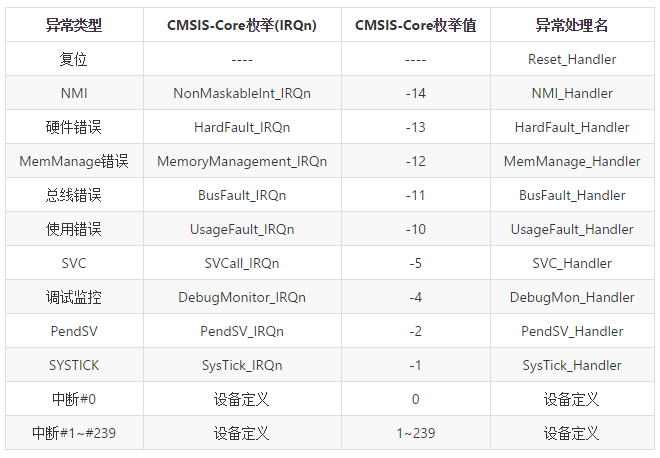 异常类型 CMSIS-Core枚举(IRQn) CMSIS-Core枚举值 异常处理名
复位 ---- ---- Reset_Handler
NMI NonMaskableInt_IRQn -14 NMI_Handler
硬件错误 HardFault_IRQn -13 HardFault_Handler
MemManage错误 MemoryManagement_IRQn -12 MemManage_Handler
总线错误 BusFault_IRQn -11 BusFault_Handler
使用错误 UsageFault_IRQn -10 UsageFault_Handler
SVC SVCall_IRQn -5 SVC_Handler
调试监控 DebugMonitor_IRQn -4 DebugMon_Handler
PendSV PendSV_IRQn -2 PendSV_Handler
SYSTICK SysTick_IRQn -1 SysTick_Handler
中断#0 设备定义 0 设备定义
中断#1~#239 设备定义 1~239 设备定义